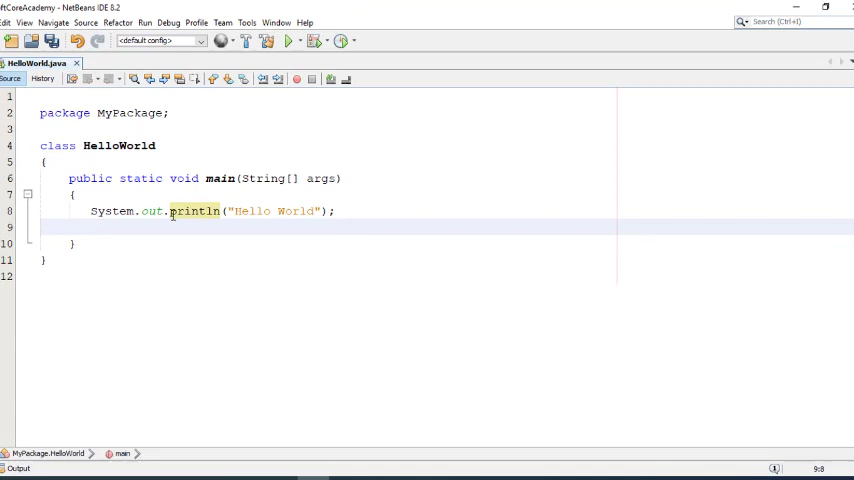 oftCoreAcademy - NetBeans IDE 8.2
Edit View Navigate Source Refactor Run Debug Profile Team Tools Window Help
<default config>
Search (Ctrl+I)
HelloWorld.java
Source History
1
2 package MyPackage;
3
4 class HelloWorld
5 {
6 public static void main(String[] args)
7 {
8 System.out.println("Hello World");
9
10 }
11 }
12
MyPackage.HelloWorld main
Output
1
9:8